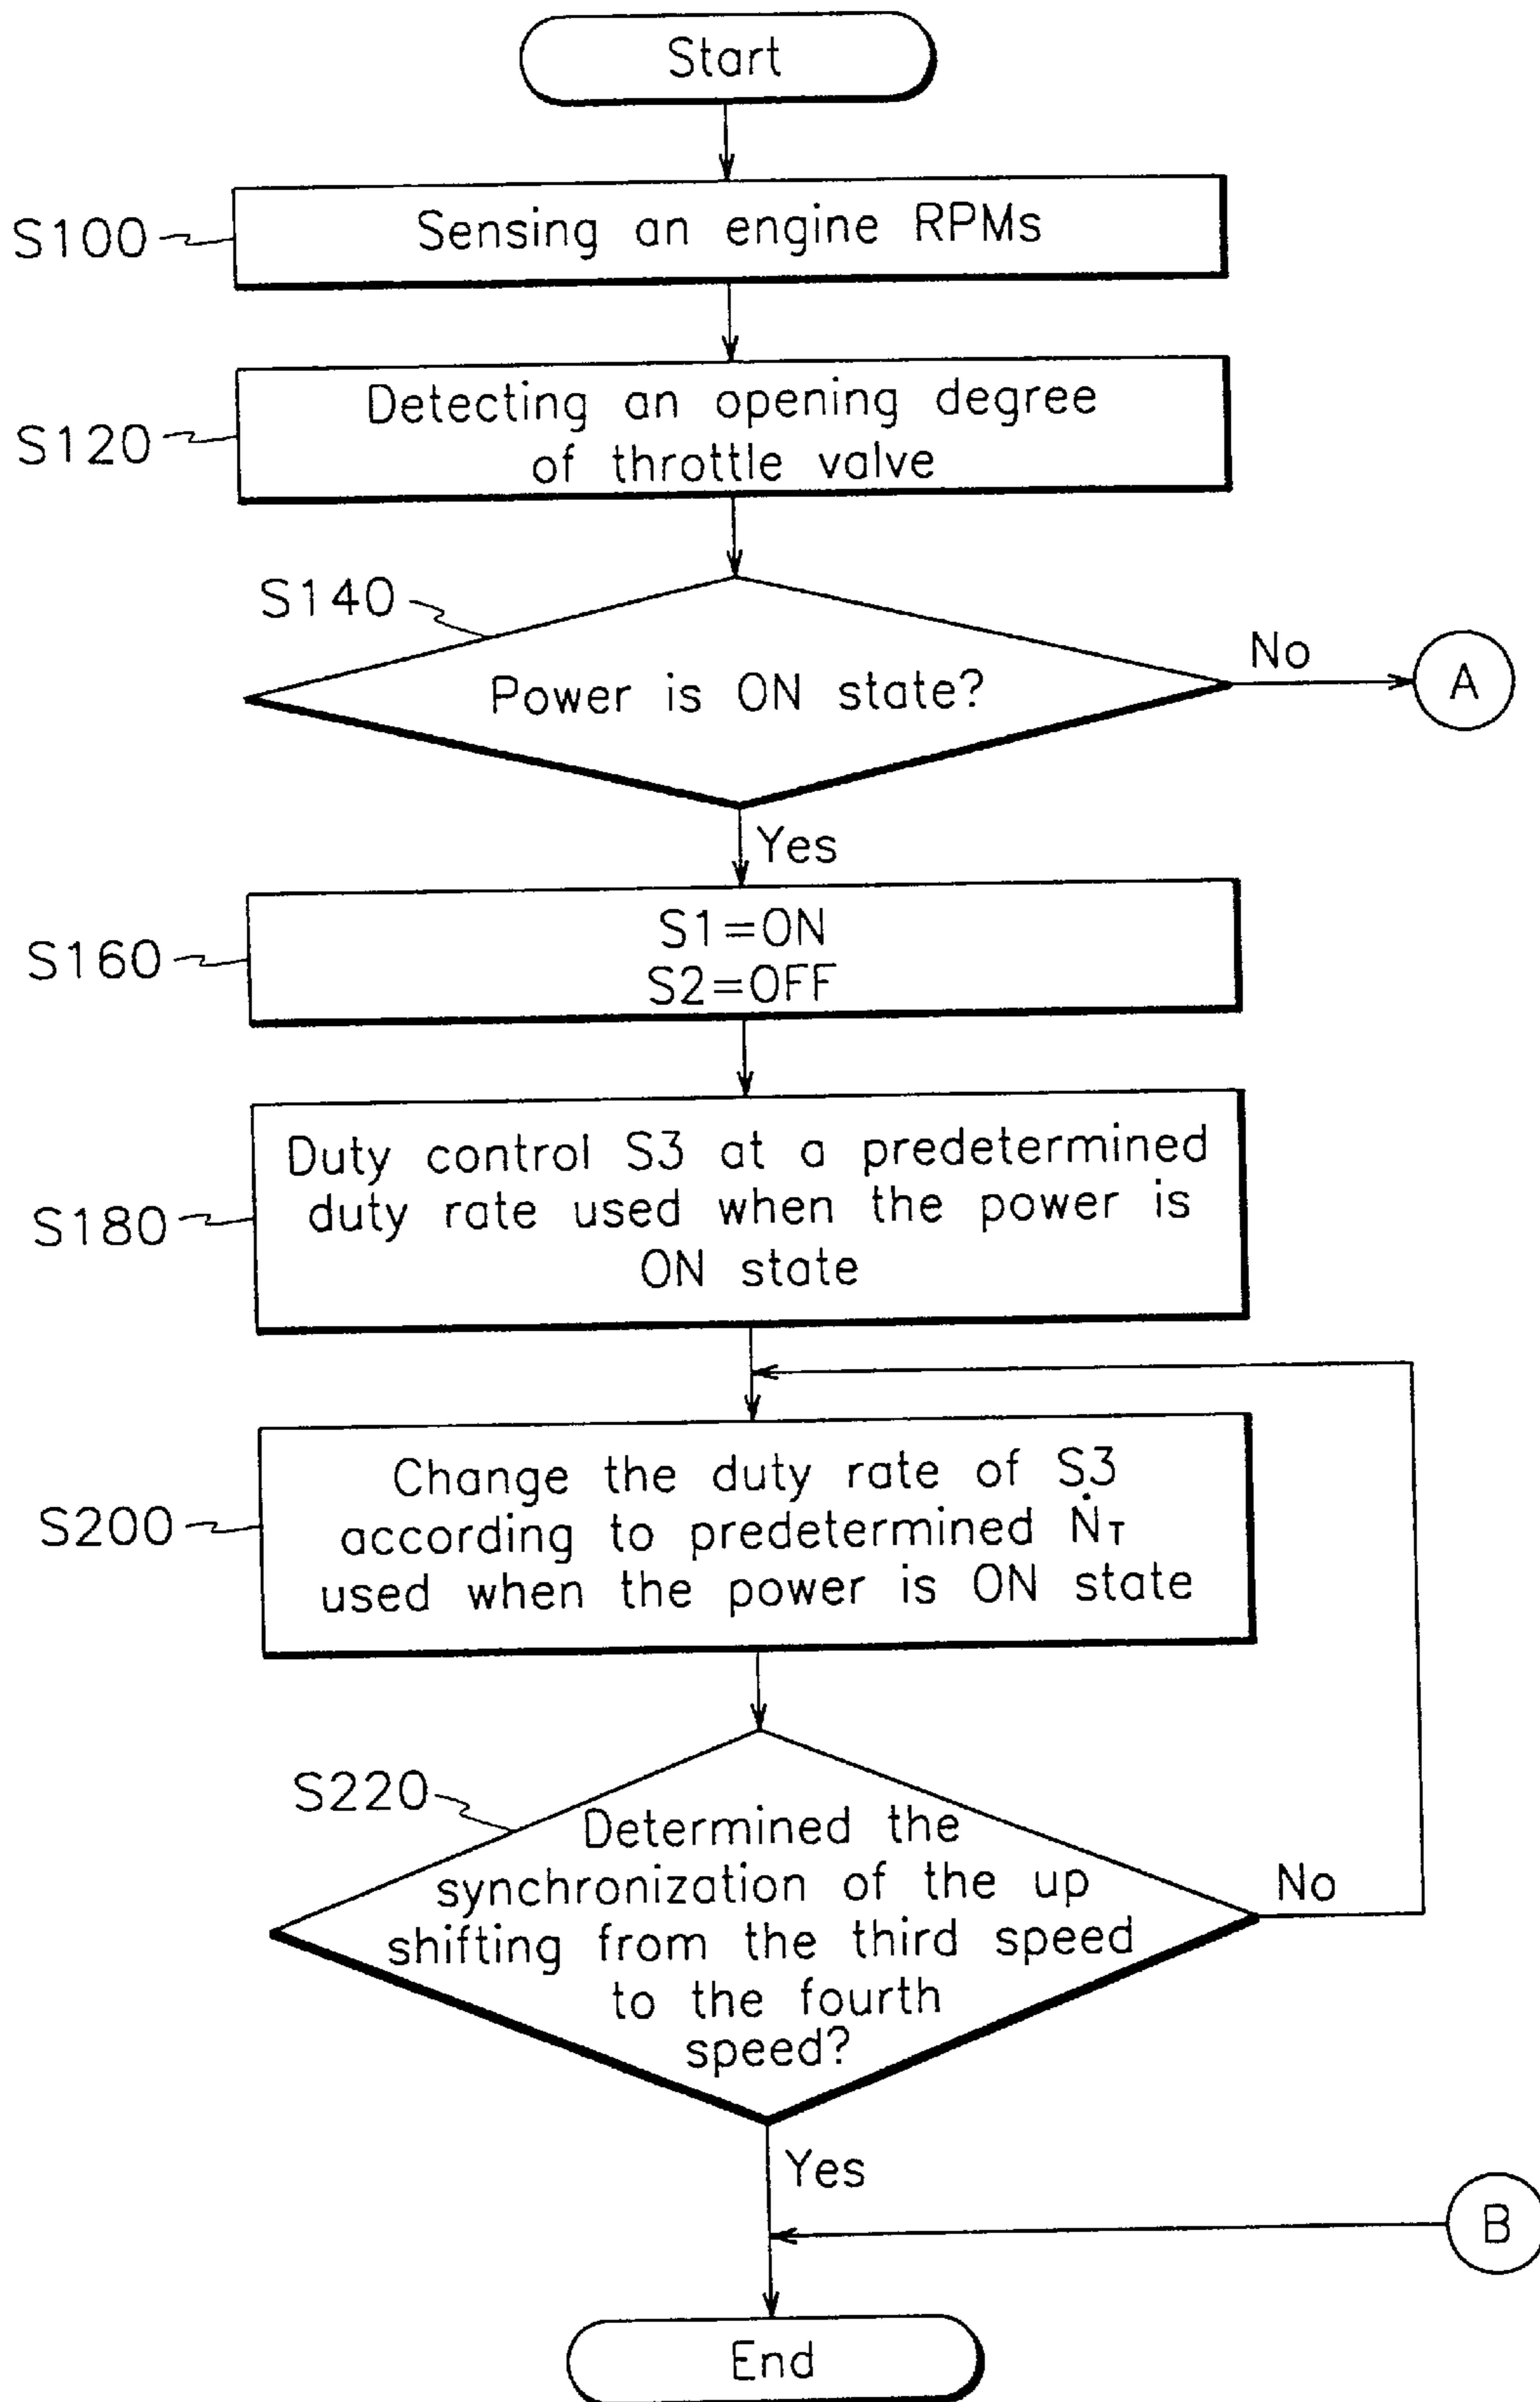 Start
S100
Sensing an engine RPMs
S120
Detecting an opening degree
of throttle valve
S140
Power is ON state?
No
A
Yes
S160
S1=ON
S2=OFF
S180
Duty control S3 at a predetermined
duty rate used when the power is
ON state
S200
Change the duty rate of S3
according to predetermined ṄT
used when the power is ON state
S220
Determined the
synchronization of the up
shifting from the third speed
to the fourth
speed?
No
Yes
B
End